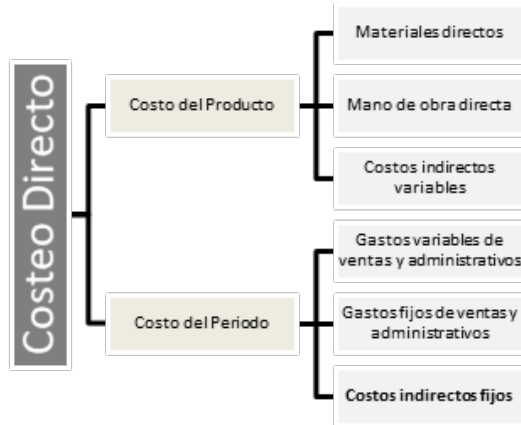 Costeo Directo
Costo del Producto
Materiales directos
Mano de obra directa
Costos indirectos
variables
Costo del Periodo
Gastos variables de
ventas y administrativos
Gastos fijos de ventas y
administrativos
Costos indirectos fijos